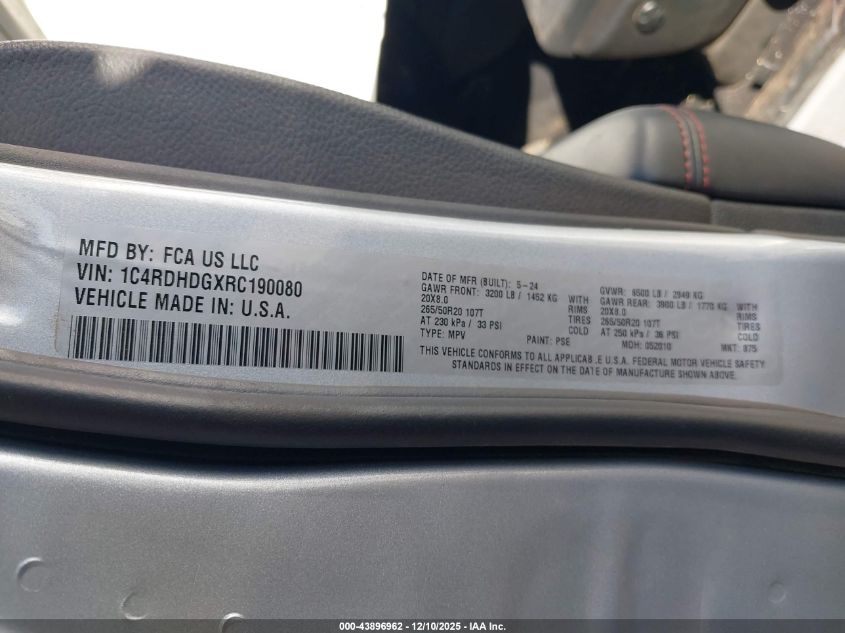 MFD BY: FCA US LLC
VIN: 1C4RDHDGXRC190080
VEHICLE MADE IN: U.S.A.
DATE OF MFR (BUILT): 5-24 GVWR: 6500 LB / 2949 KG
GAWR FRONT: 3200 LB / 1452 KG WITH GAWR REAR: 3900 LB / 1770 KG WITH
20X8.0 RIMS 20X8.0 RIMS
265/50R20 107T TIRES 265/50R20 107T TIRES
AT 230 kPa / 33 PSI COLD AT 250 kPa / 36 PSI COLD
TYPE: MPV PAINT: PSE MDH: 052010 MKT: 875
THIS VEHICLE CONFORMS TO ALL APPLICAB.E U.S.A. FEDERAL MOTOR VEHICLE SAFETY
STANDARDS IN EFFECT ON THE DATE OF MANUFACTURE SHOWN ABOVE.
000-43896962 | 12/10/2025 - IAA Inc.